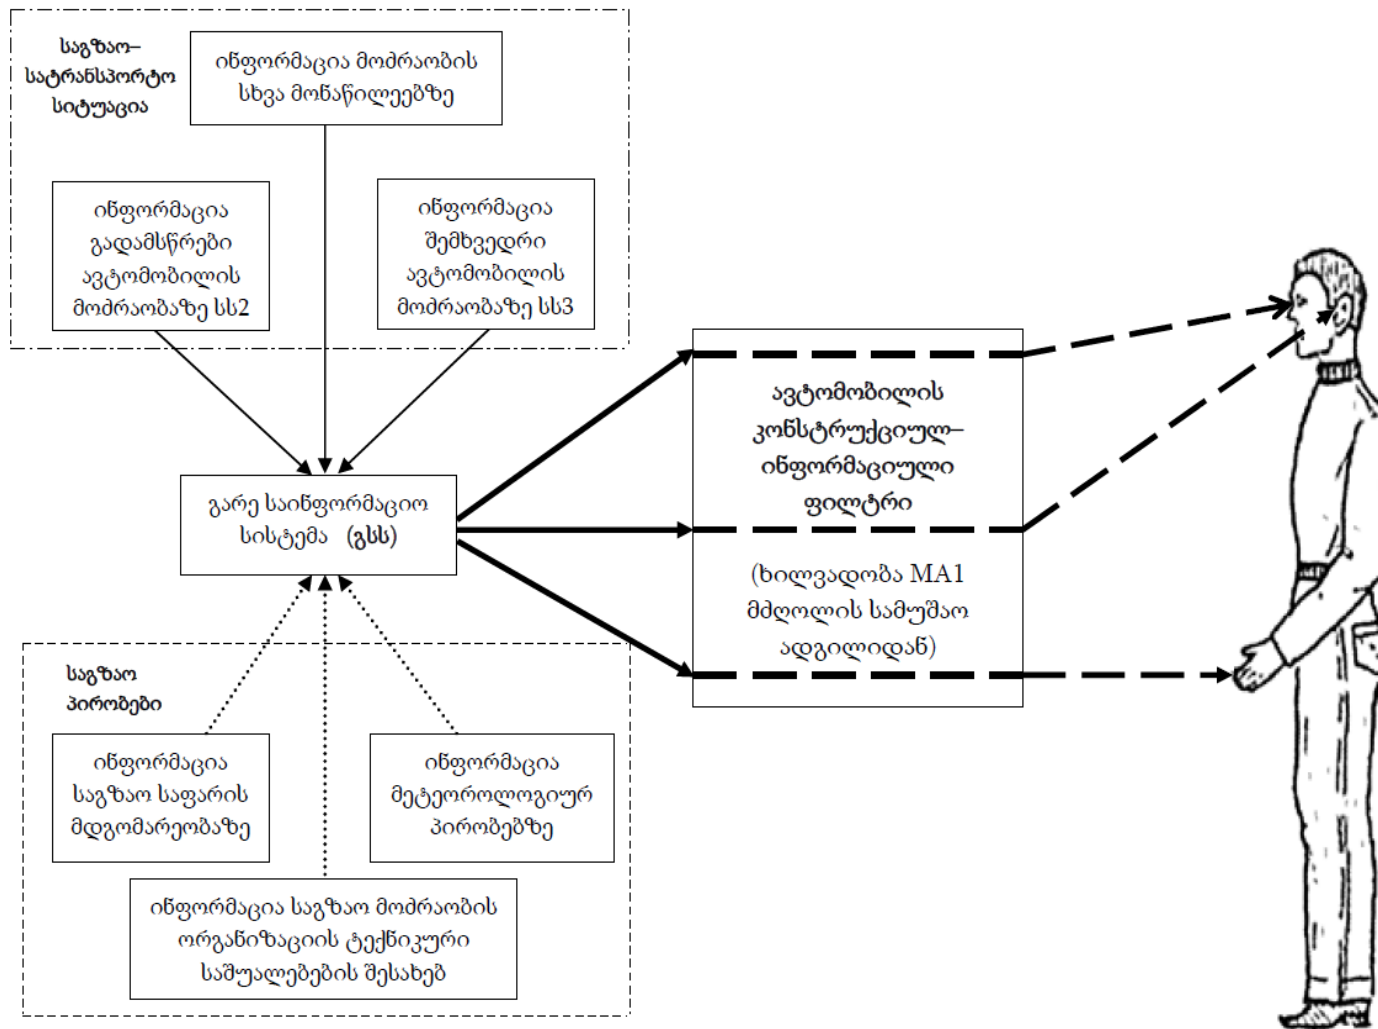 საგზაო–
სატრანსპორტო
სიტუაცია
ინფორმაცია მოძრაობის
სხვა მონაწილეებზე
ინფორმაცია
გადამსწრები
ავტომობილის
მოძრაობაზე სს2
ინფორმაცია
შემხვედრი
ავტომობილის
მოძრაობაზე სს3
გარე საინფორმაციო
სისტემა (გსს)
ავტომობილის
კონსტრუქციულ–
ინფორმაციული
ფილტრი
(ხილვადობა MA1
მძღოლის სამუშაო
ადგილიდან)
საგზაო
პირობები
ინფორმაცია
საგზაო საფარის
მდგომარეობაზე
ინფორმაცია
მეტეოროლოგიურ
პირობებზე
ინფორმაცია საგზაო მოძრაობის
ორგანიზაციის ტექნიკური
საშუალებების შესახებ